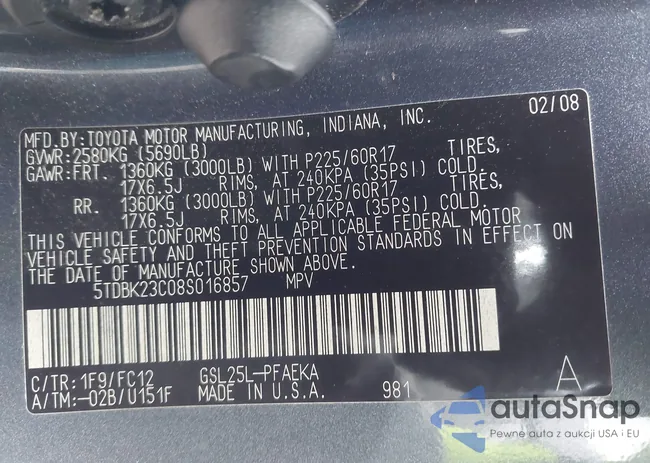 02/08
MFD.BY:TOYOTA MOTOR MANUFACTURING, INDIANA, INC.
GVWR:2580KG (5690LB)
GAWR:FRT. 1360KG (3000LB) WITH P225/60R17 TIRES,
17X6.5J RIMS, AT 240KPA (35PSI) COLD.
RR. 1360KG (3000LB) WITH P225/60R17 TIRES,
17X6.5J RIMS, AT 240KPA (35PSI) COLD.
THIS VEHICLE CONFORMS TO ALL APPLICABLE FEDERAL MOTOR
VEHICLE SAFETY AND THEFT PREVENTION STANDARDS IN EFFECT ON
THE DATE OF MANUFACTURE SHOWN ABOVE.
5TDBK23C08S016857 MPV
C/TR:1F9/FC12 GSL25L-PFAEKA
A/TM:-02B/U151F MADE IN U.S.A. 981 A
autaSnap
Pewne auta z aukcji USA i EU